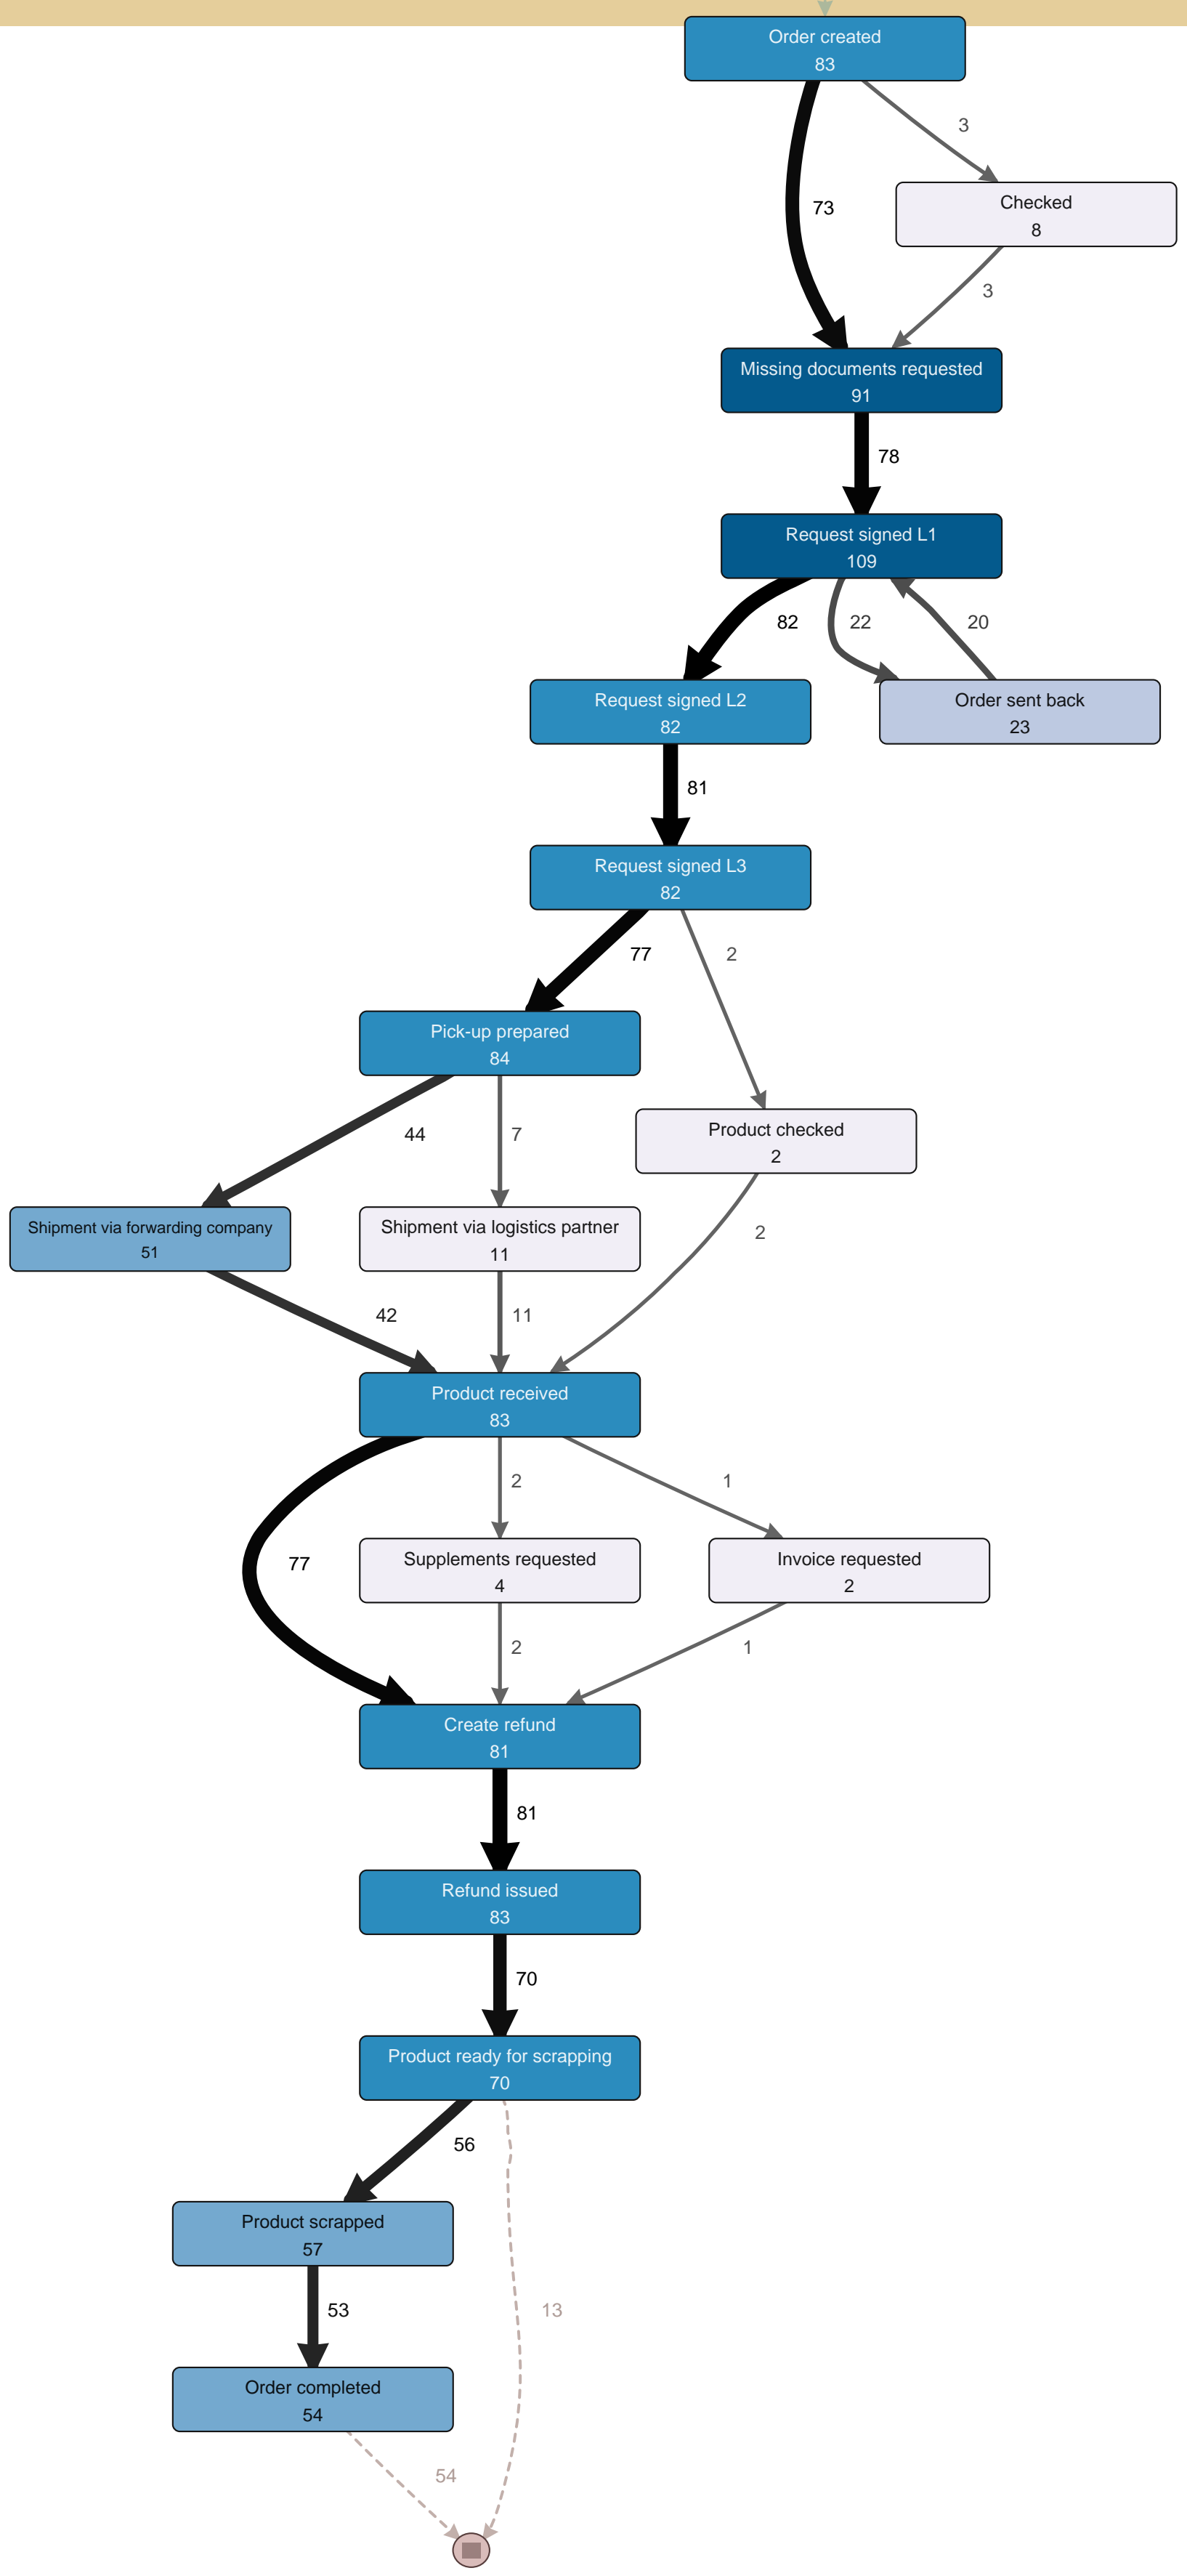 Order created
83
3
Checked
8
73
3
Missing documents requested
91
78
Request signed L1
109
82
22
20
Request signed L2
82
Order sent back
23
81
Request signed L3
82
77
2
Pick-up prepared
84
44
7
Product checked
2
Shipment via forwarding company
51
Shipment via logistics partner
11
2
42
11
Product received
83
2
1
77
Supplements requested
4
Invoice requested
2
2
1
Create refund
81
81
Refund issued
83
70
Product ready for scrapping
70
56
Product scrapped
57
53
13
Order completed
54
54